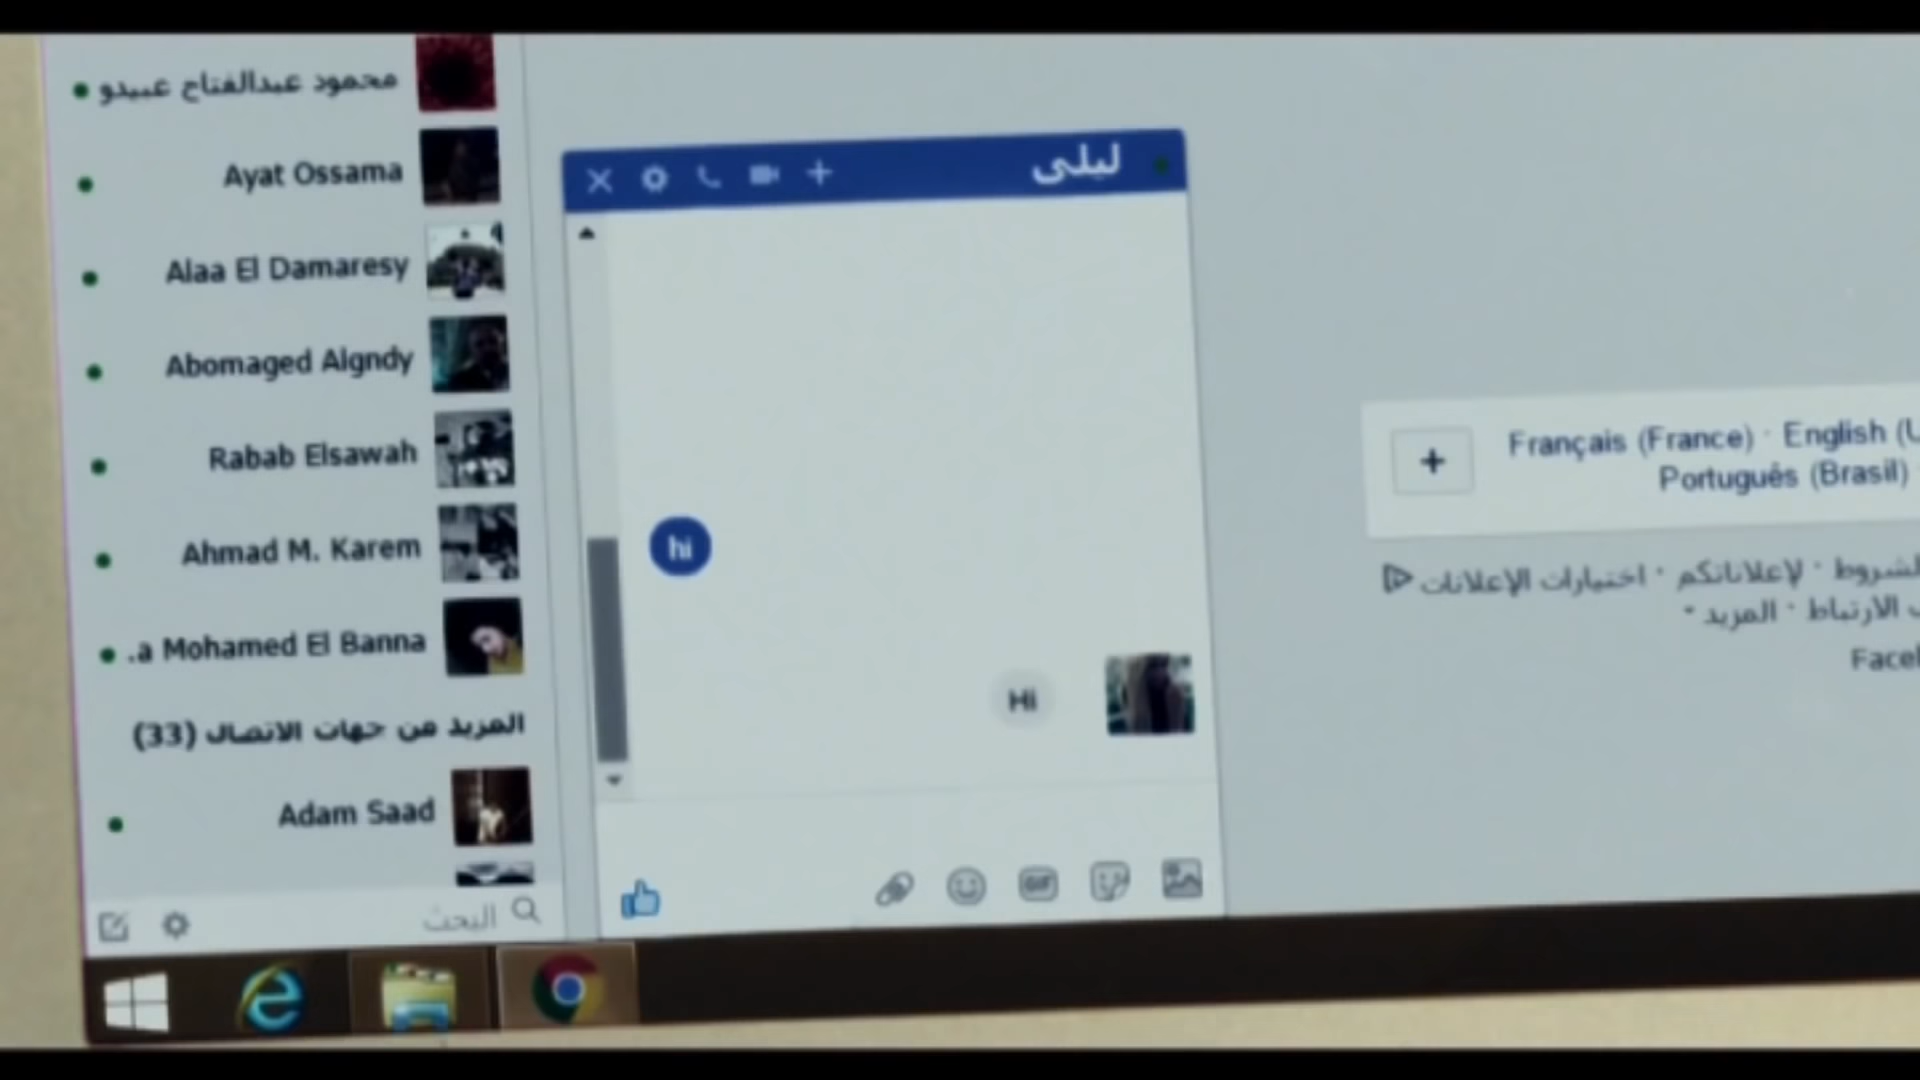 محمود عبدالفتاح عبيدو
Ayat Ossama
Alaa El Damaresy
Abomaged Algndy
Rabab Elsawah
Ahmad M. Karem
.a Mohamed El Banna
المزيد من جهات الاتصال (33)
Adam Saad
البحث
ليلى
hi
Hi
GIF
Français (France) · English (U
Português (Brasil)
الشروط · لإعلاناتكم · اختيارات الإعلانات
ف الارتباط · المزيد
Faceb